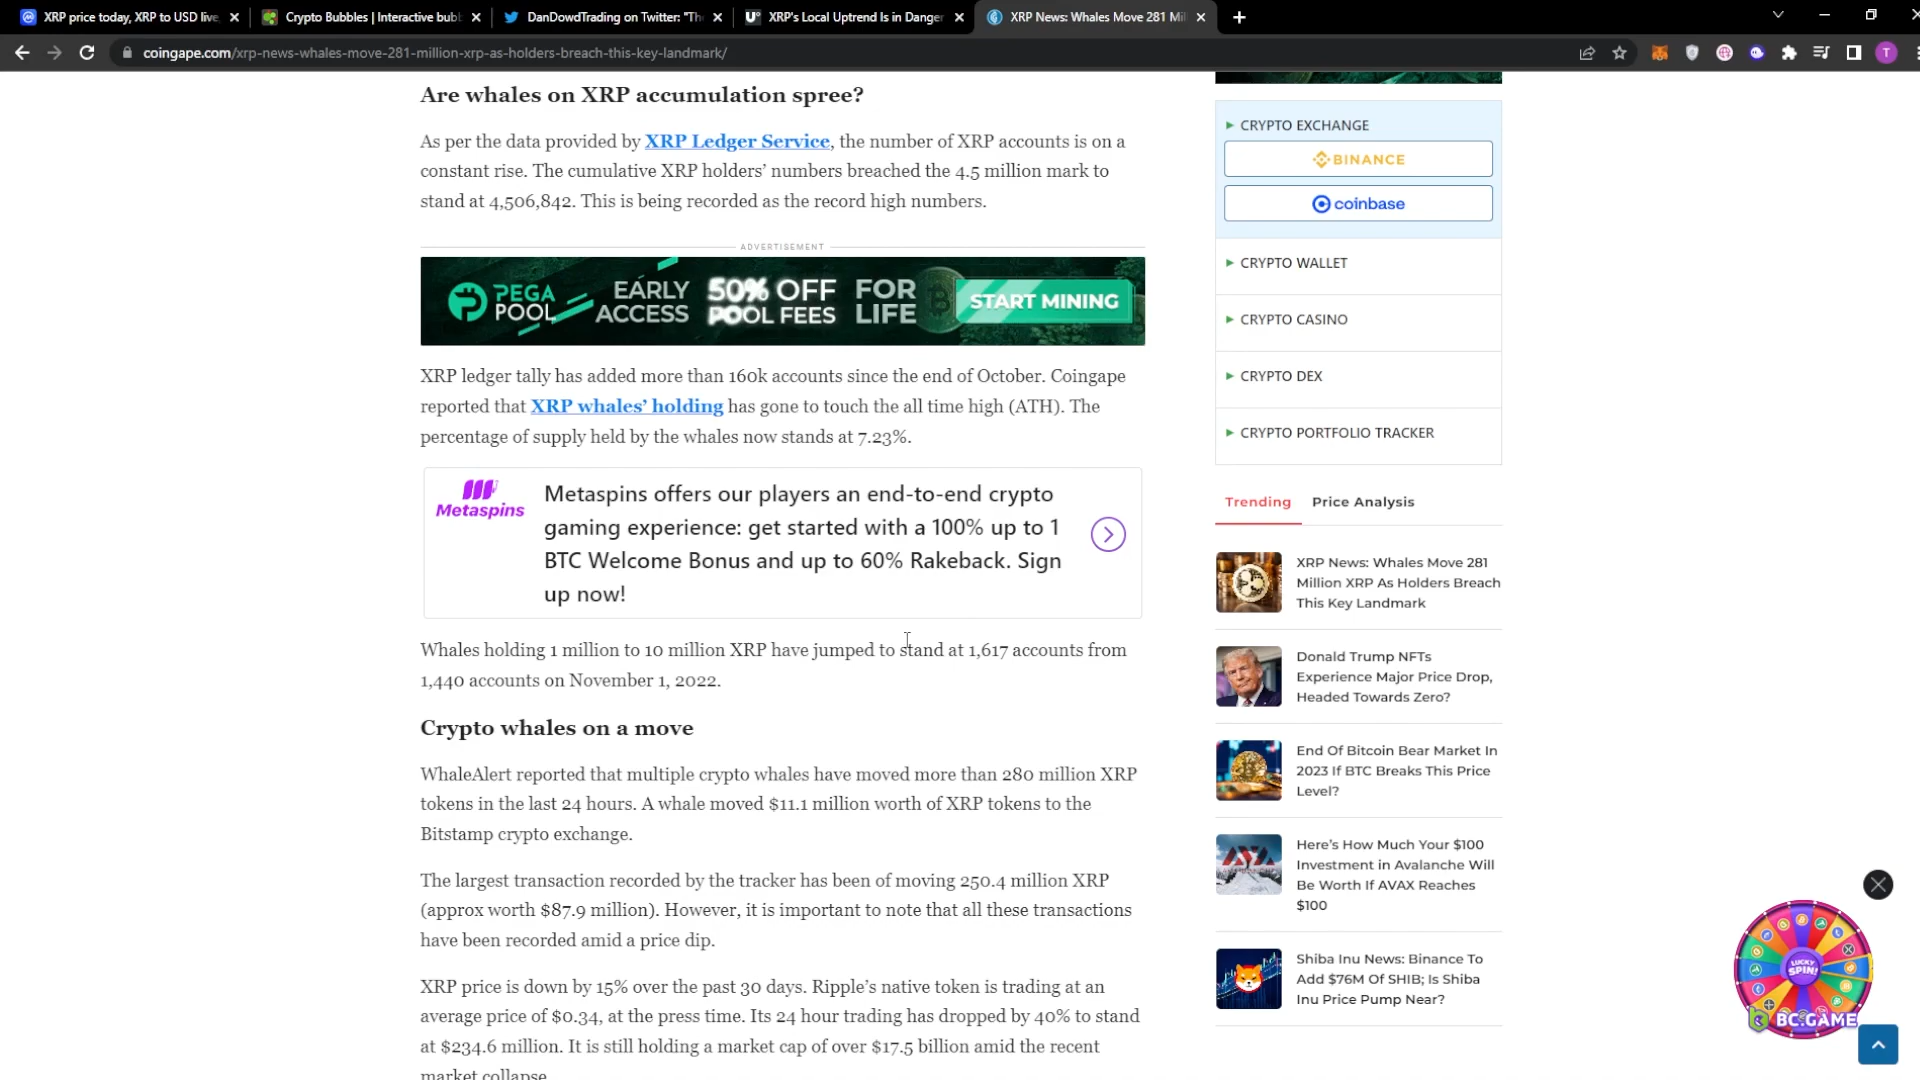 XRP price today, XRP to USD live,
Crypto Bubbles | Interactive bubb
DanDowdTrading on Twitter: "Th
XRP's Local Uptrend Is in Danger
XRP News: Whales Move 281 Mil
coingape.com/xrp-news-whales-move-281-million-xrp-as-holders-breach-this-key-landmark/
T
Are whales on XRP accumulation spree?
As per the data provided by XRP Ledger Service, the number of XRP accounts is on a
constant rise. The cumulative XRP holders' numbers breached the 4.5 million mark to
stand at 4,506,842. This is being recorded as the record high numbers.
ADVERTISEMENT
PEGA
POOL
EARLY
ACCESS
50% OFF
POOL FEES
FOR
LIFE
START MINING
XRP ledger tally has added more than 160k accounts since the end of October. Coingape
reported that XRP whales' holding has gone to touch the all time high (ATH). The
percentage of supply held by the whales now stands at 7.23%.
Metaspins
Metaspins offers our players an end-to-end crypto
gaming experience: get started with a 100% up to 1
BTC Welcome Bonus and up to 60% Rakeback. Sign
up now!
Whales holding 1 million to 10 million XRP have jumped to stand at 1,617 accounts from
1,440 accounts on November 1, 2022.
Crypto whales on a move
WhaleAlert reported that multiple crypto whales have moved more than 280 million XRP
tokens in the last 24 hours. A whale moved $11.1 million worth of XRP tokens to the
Bitstamp crypto exchange.
The largest transaction recorded by the tracker has been of moving 250.4 million XRP
(approx worth $87.9 million). However, it is important to note that all these transactions
have been recorded amid a price dip.
XRP price is down by 15% over the past 30 days. Ripple's native token is trading at an
average price of $0.34, at the press time. Its 24 hour trading has dropped by 40% to stand
at $234.6 million. It is still holding a market cap of over $17.5 billion amid the recent
market collapse.
CRYPTO EXCHANGE
BINANCE
coinbase
CRYPTO WALLET
CRYPTO CASINO
CRYPTO DEX
CRYPTO PORTFOLIO TRACKER
Trending
Price Analysis
XRP News: Whales Move 281
Million XRP As Holders Breach
This Key Landmark
Donald Trump NFTs
Experience Major Price Drop,
Headed Towards Zero?
End Of Bitcoin Bear Market In
2023 If BTC Breaks This Price
Level?
Here's How Much Your $100
Investment in Avalanche Will
Be Worth If AVAX Reaches
$100
Shiba Inu News: Binance To
Add $76M Of SHIB; Is Shiba
Inu Price Pump Near?
LUCKY
SPIN!
BC.GAME